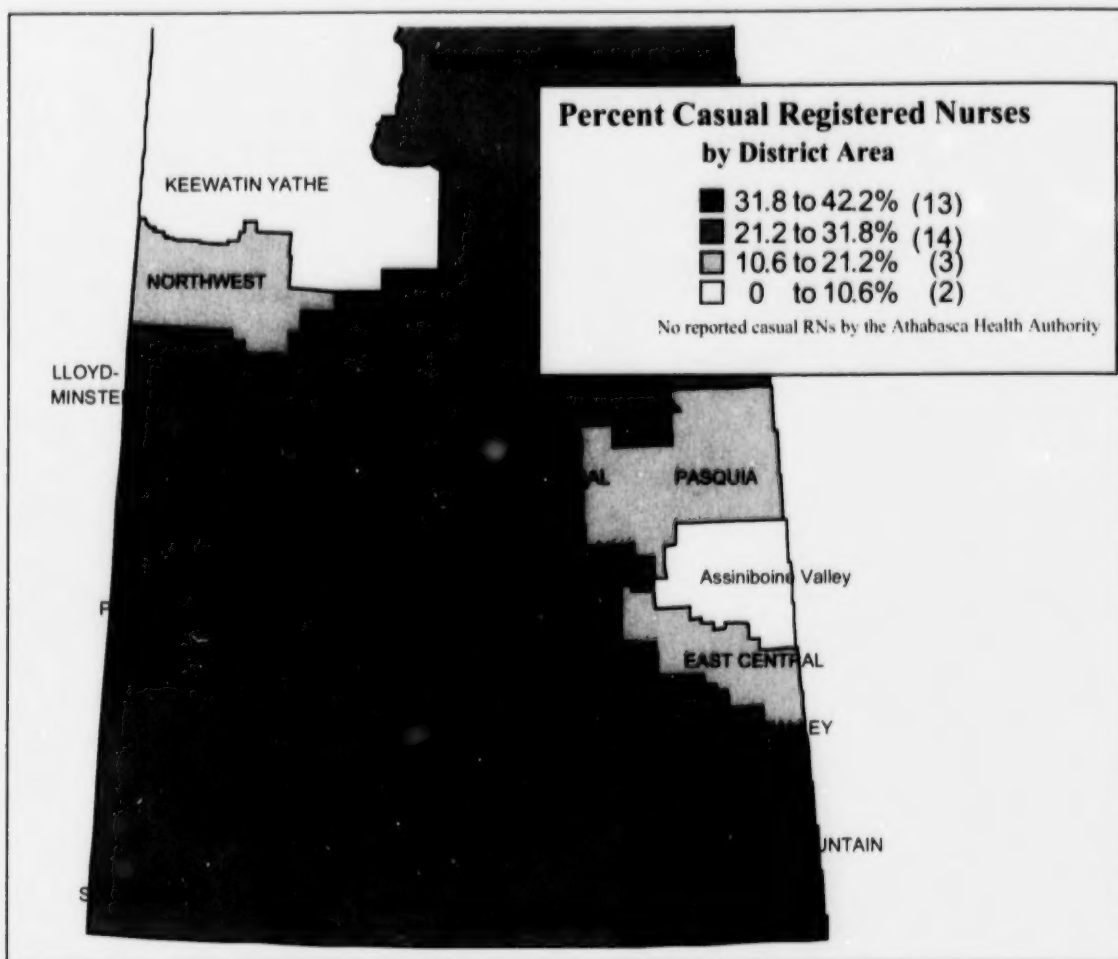 Percent Casual Registered Nurses
by District Area
31.8 to 42.2% (13)
21.2 to 31.8% (14)
10.6 to 21.2% (3)
0 to 10.6% (2)
No reported casual RNs by the Athabasca Health Authority
KEEWATIN YATHE
NORTHWEST
LLOYD-
MINSTE
AL PASQUIA
Assiniboine Valley
P
EAST CENTRAL
EY
UNTAIN
S